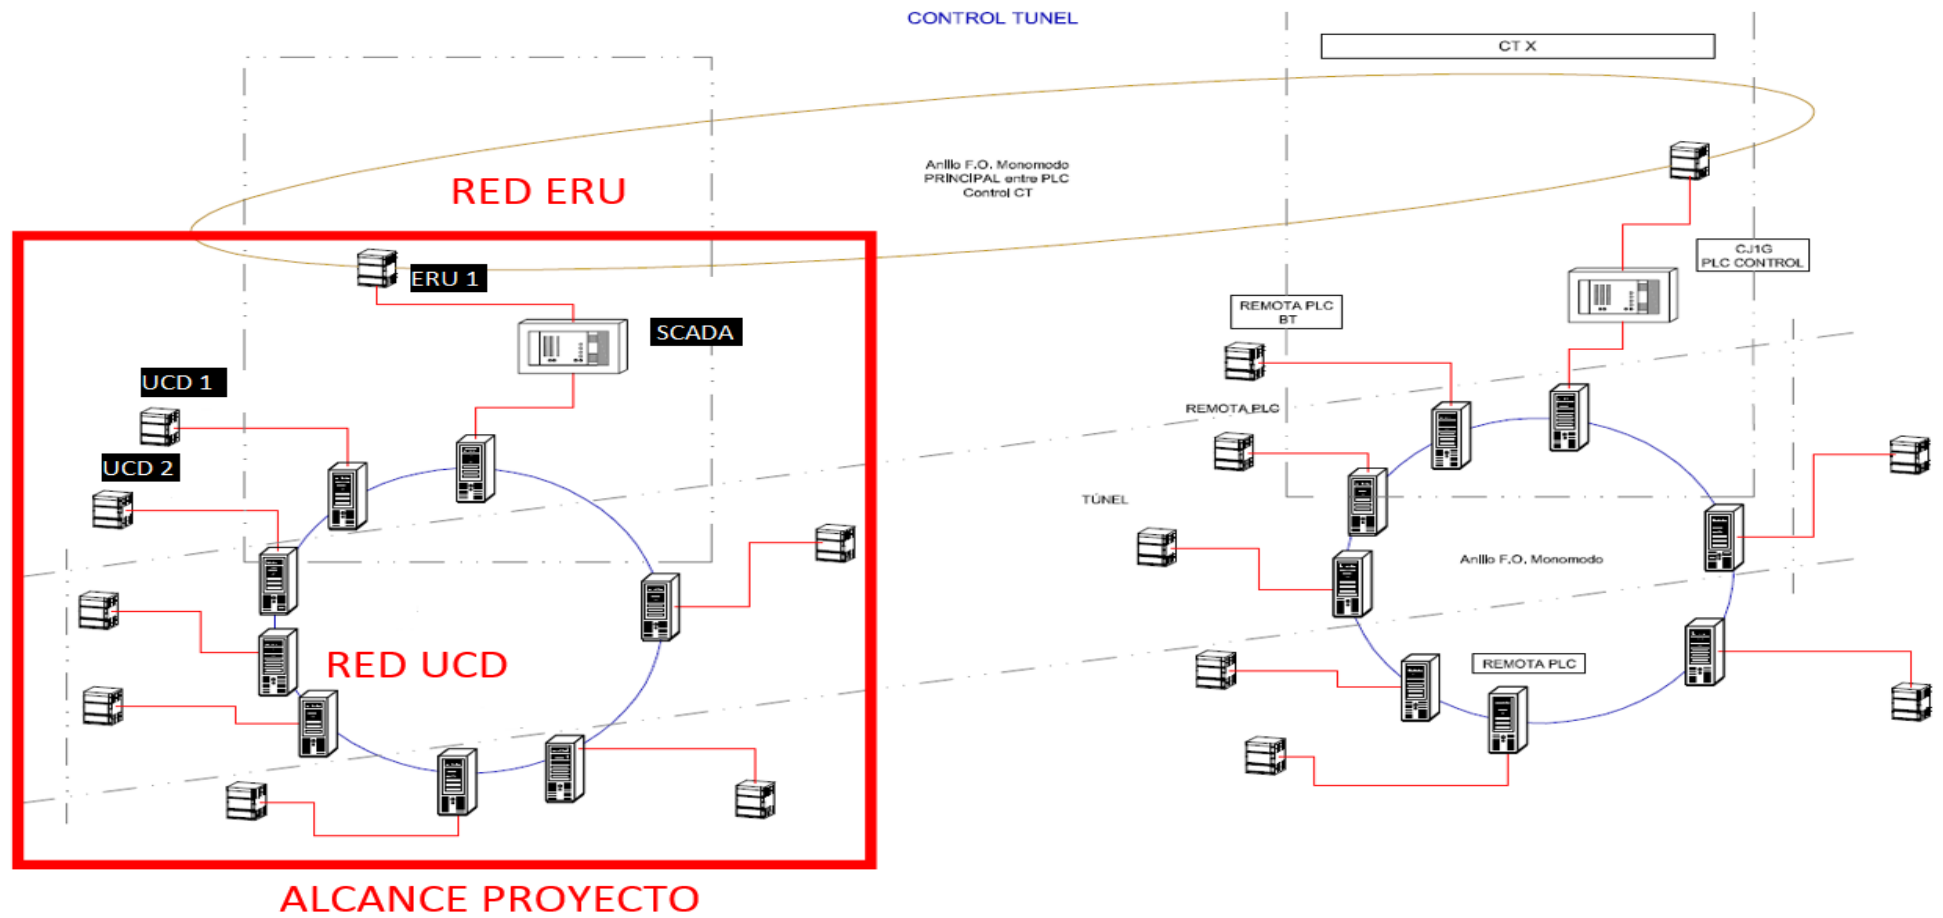 CONTROL TUNEL
CT X
Anillo F.O. Monomodo
PRINCIPAL entre PLC
Control CT
RED ERU
CJ1G
PLC CONTROL
ERU 1
REMOTA PLC
BT
SCADA
UCD 1
REMOTA PLC
UCD 2
TÚNEL
Anillo F.O. Monomodo
RED UCD
REMOTA PLC
ALCANCE PROYECTO